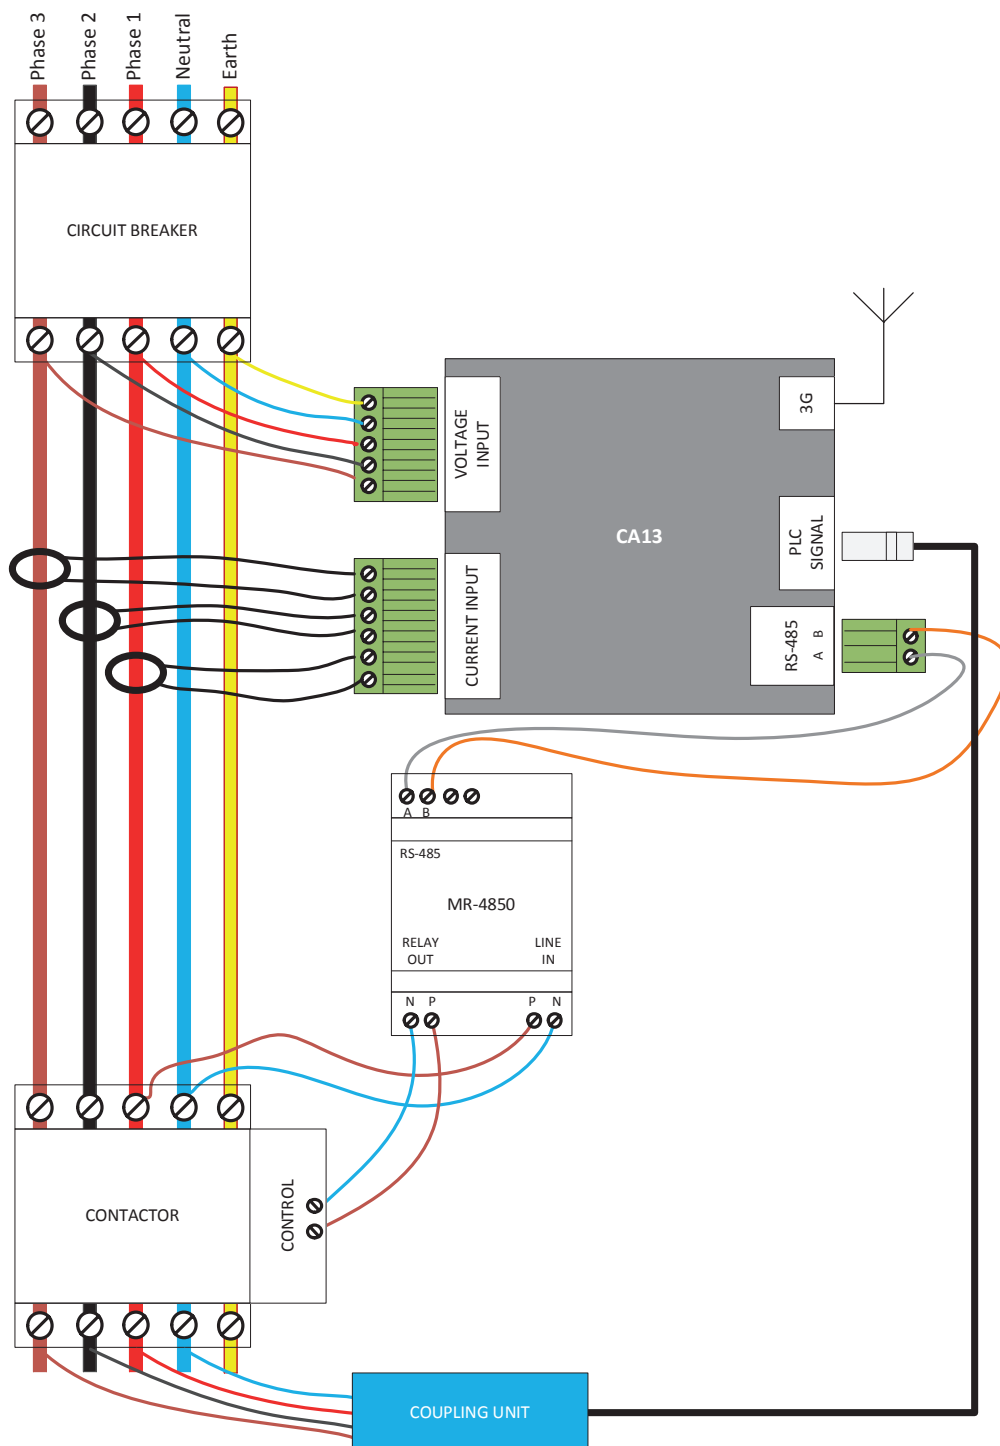 Phase 3
Phase 2
Phase 1
Neutral
Earth
CIRCUIT BREAKER
VOLTAGE
INPUT
3G
CA13
PLC
SIGNAL
CURRENT INPUT
RS-485
A B
A B
RS-485
MR-4850
RELAY
OUT
LINE
IN
N P
P N
CONTACTOR
CONTROL
COUPLING UNIT